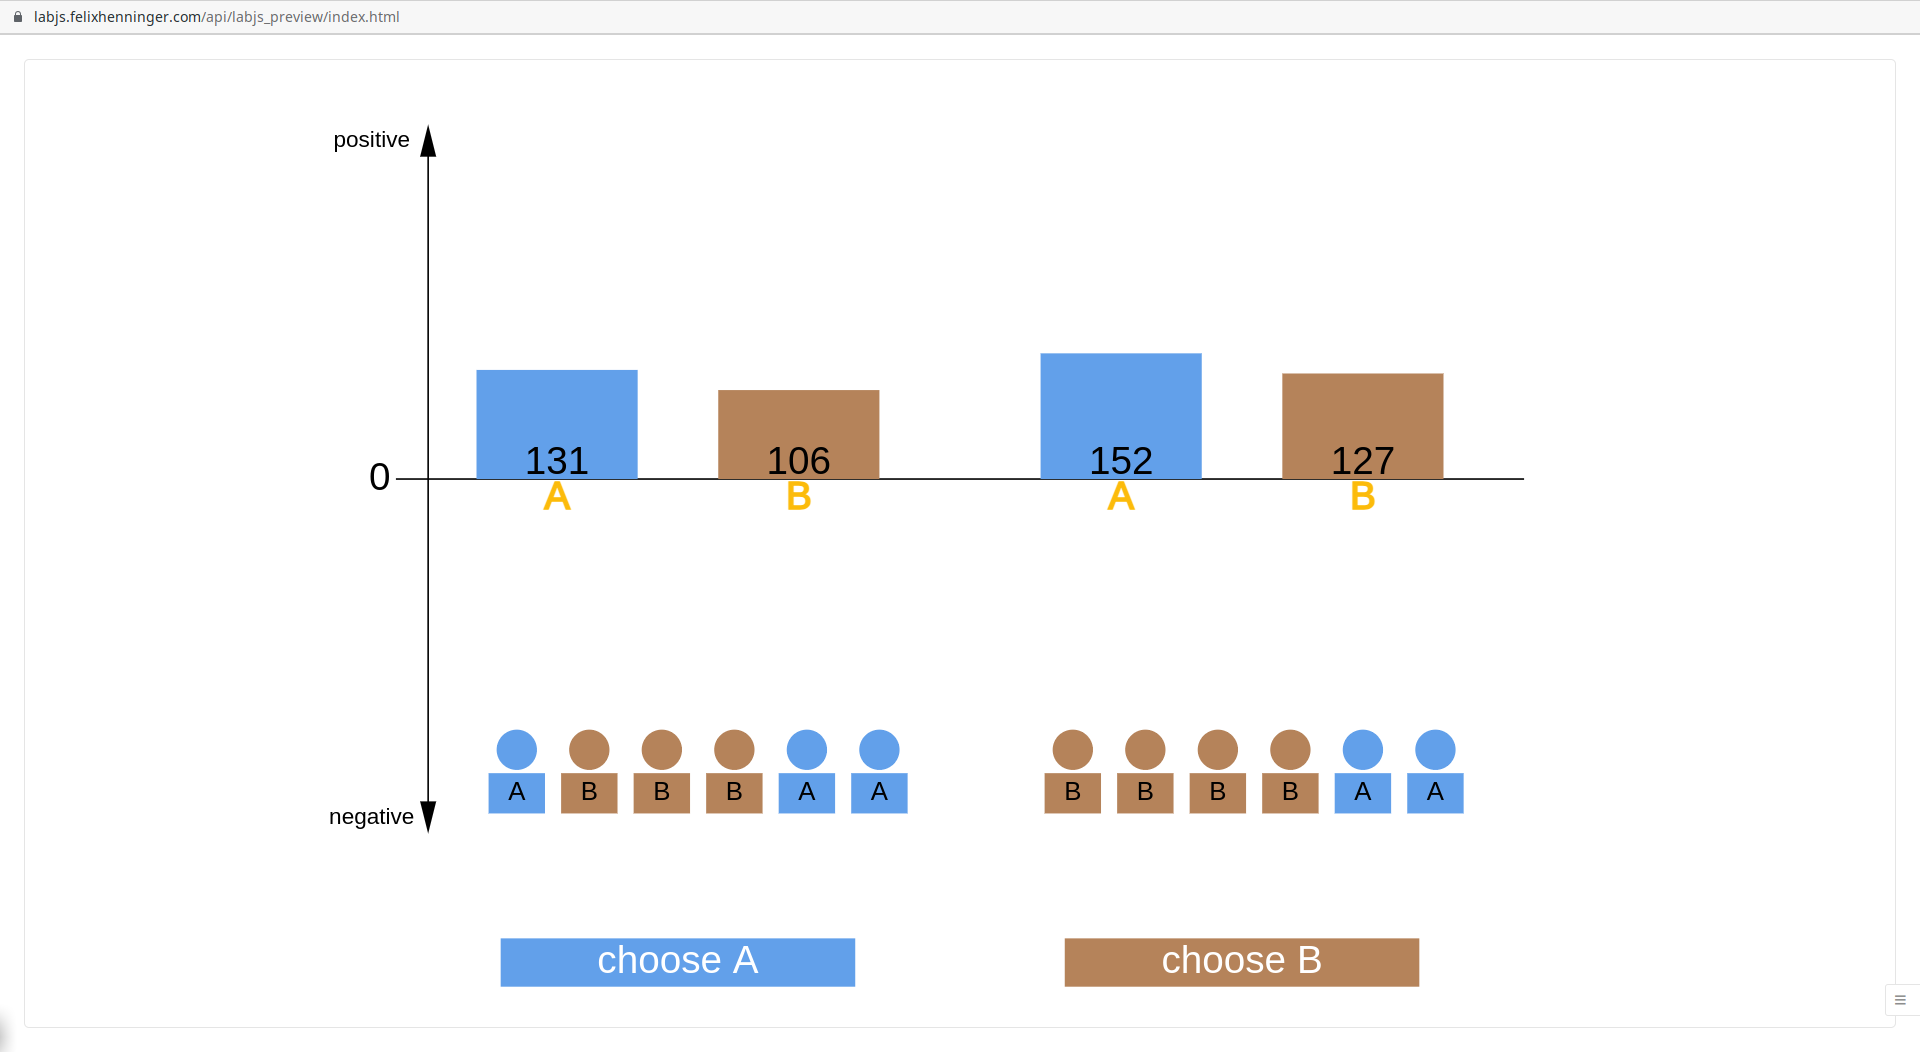 labjs.felixhenninger.com/api/labjs_preview/index.html
positive
131 106 152 127
0
A B A B
A B B B A A B B B B A A
negative
choose A choose B